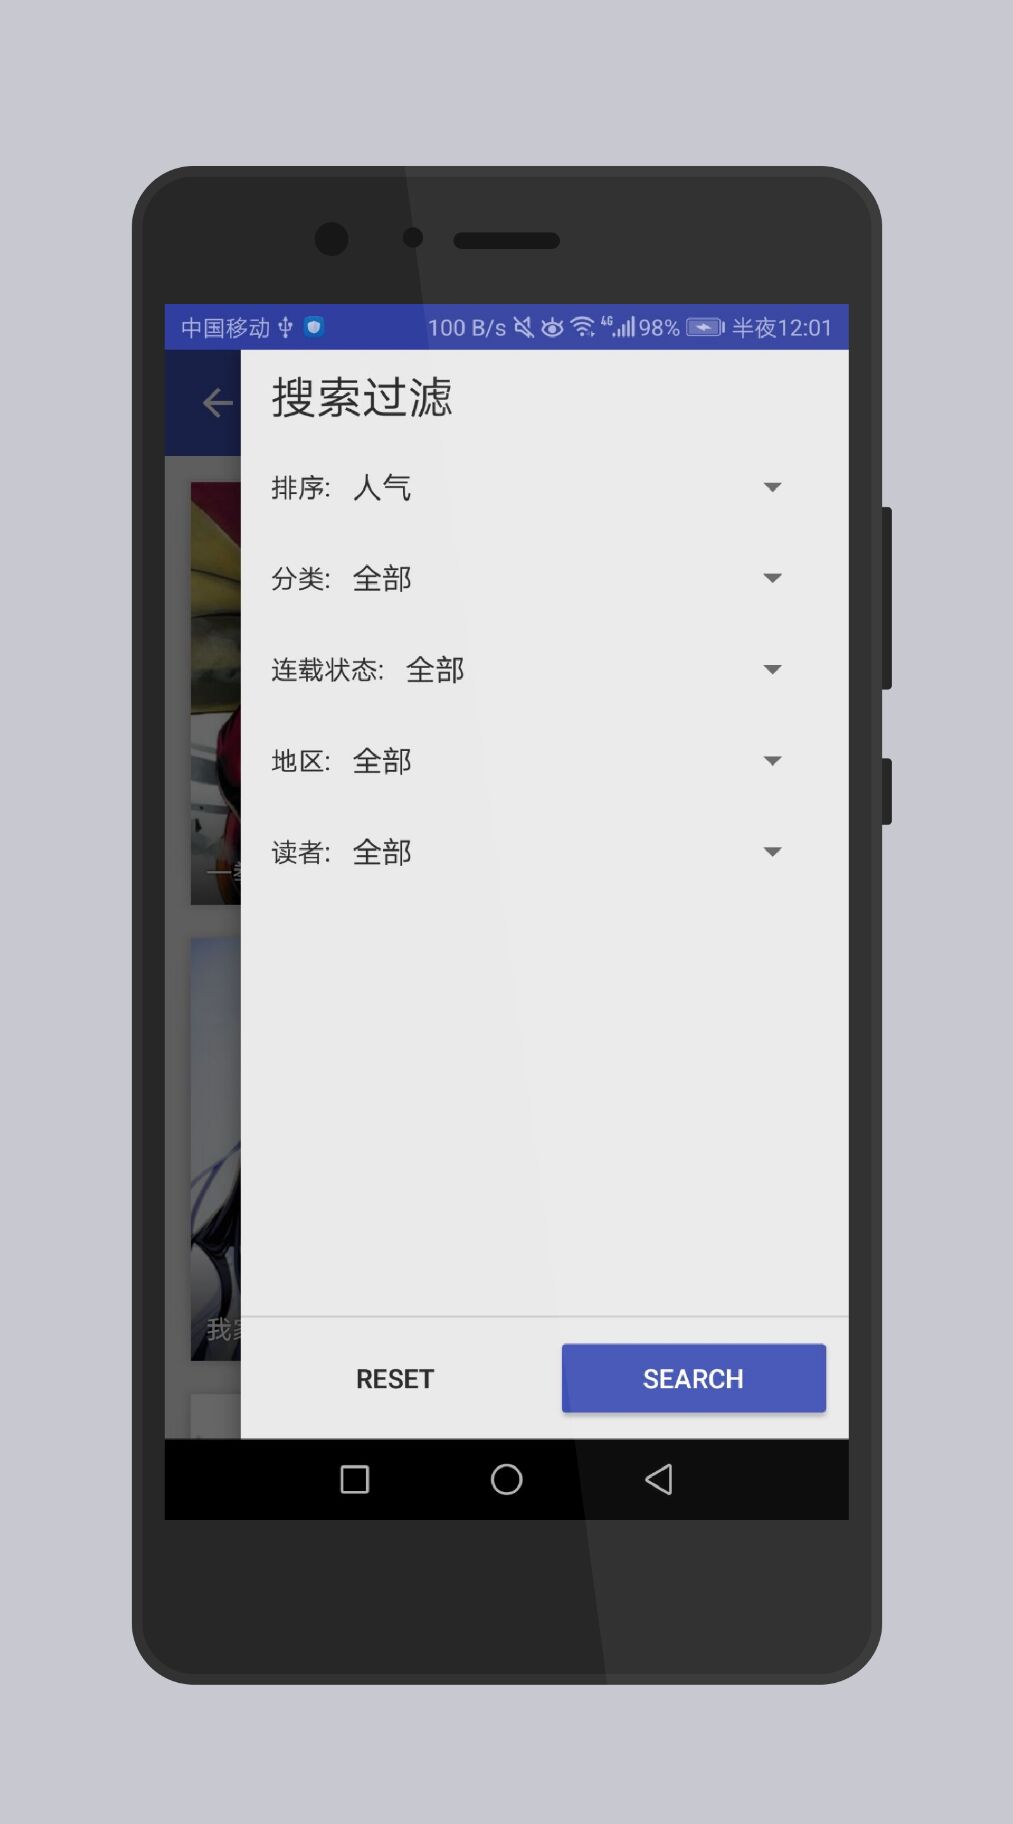 中国移动 100 B/s 4G 98% 半夜12:01
搜索过滤
排序: 人气
分类: 全部
连载状态: 全部
地区: 全部
读者: 全部
一拳
我家
RESET SEARCH